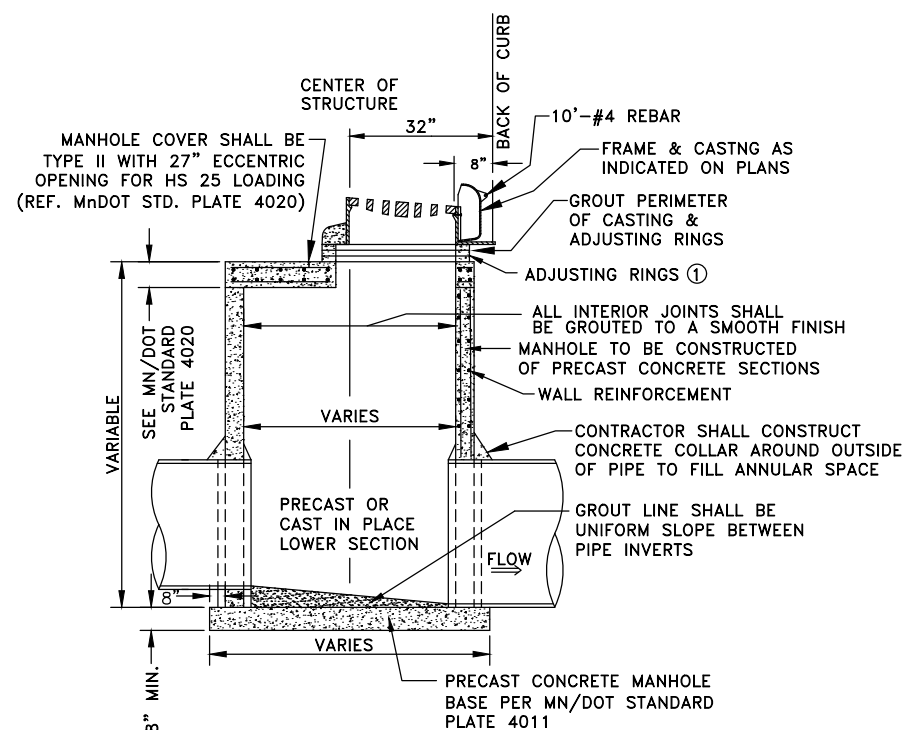 CENTER OF
STRUCTURE
BACK OF CURB
32"
8"
10'-#4 REBAR
MANHOLE COVER SHALL BE
TYPE II WITH 27" ECCENTRIC
OPENING FOR HS 25 LOADING
(REF. MnDOT STD. PLATE 4020)
FRAME & CASTNG AS
INDICATED ON PLANS
GROUT PERIMETER
OF CASTING &
ADJUSTING RINGS
ADJUSTING RINGS ①
ALL INTERIOR JOINTS SHALL
BE GROUTED TO A SMOOTH FINISH
MANHOLE TO BE CONSTRUCTED
OF PRECAST CONCRETE SECTIONS
WALL REINFORCEMENT
VARIABLE
SEE MN/DOT
STANDARD
PLATE 4020
VARIES
CONTRACTOR SHALL CONSTRUCT
CONCRETE COLLAR AROUND OUTSIDE
OF PIPE TO FILL ANNULAR SPACE
PRECAST OR
CAST IN PLACE
LOWER SECTION
GROUT LINE SHALL BE
UNIFORM SLOPE BETWEEN
PIPE INVERTS
FLOW
8"
VARIES
MIN.
PRECAST CONCRETE MANHOLE
BASE PER MN/DOT STANDARD
PLATE 4011